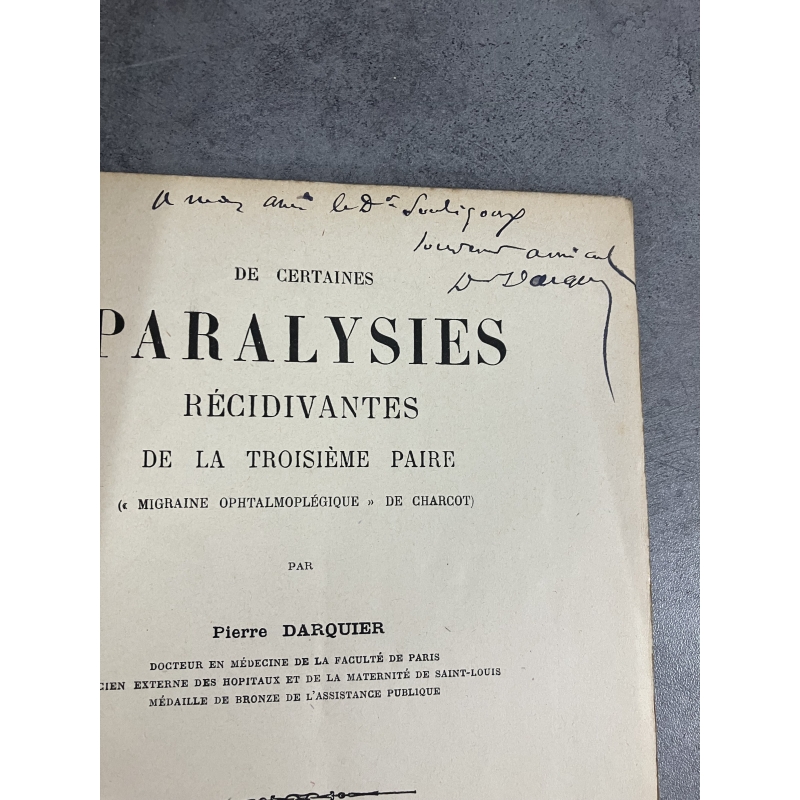 A mon ami le Dr Souligoux
souvenir amical
Dr Darquier
DE CERTAINES
PARALYSIES
RÉCIDIVANTES
DE LA TROISIÈME PAIRE
(« MIGRAINE OPHTALMOPLÉGIQUE » DE CHARCOT)
PAR
Pierre DARQUIER
DOCTEUR EN MÉDECINE DE LA FACULTÉ DE PARIS
CIEN EXTERNE DES HOPITAUX ET DE LA MATERNITÉ DE SAINT-LOUIS
MÉDAILLE DE BRONZE DE L'ASSISTANCE PUBLIQUE